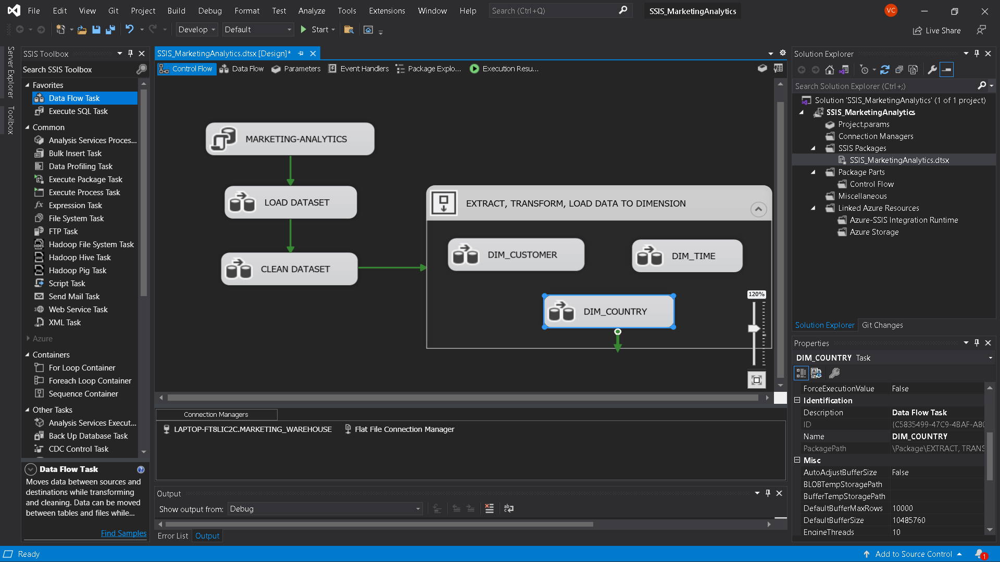 File Edit View Git Project Build Debug Format Test Analyze Tools Extensions Window Help Search (Ctrl+Q) SSIS_MarketingAnalytics VC
Develop Default Start Live Share
Server Explorer
Toolbox
SSIS Toolbox
Search SSIS Toolbox
Favorites
Data Flow Task
Execute SQL Task
Common
Analysis Services Proces...
Bulk Insert Task
Data Profiling Task
Execute Package Task
Execute Process Task
Expression Task
File System Task
FTP Task
Hadoop File System Task
Hadoop Hive Task
Hadoop Pig Task
Script Task
Send Mail Task
Web Service Task
XML Task
Azure
Containers
For Loop Container
Foreach Loop Container
Sequence Container
Other Tasks
Analysis Services Execut...
Back Up Database Task
CDC Control Task
Data Flow Task
Moves data between sources and
destinations while transforming
and cleaning. Data can be moved
between tables and files while...
Find Samples
SSIS_MarketingAnalytics.dtsx [Design]*
Control Flow Data Flow Parameters Event Handlers Package Explo... Execution Resu...
MARKETING-ANALYTICS
LOAD DATASET
CLEAN DATASET
EXTRACT, TRANSFORM, LOAD DATA TO DIMENSION
DIM_CUSTOMER
DIM_TIME
DIM_COUNTRY
120%
Connection Managers
LAPTOP-FT8LIC2C.MARKETING_WAREHOUSE Flat File Connection Manager
Output
Show output from: Debug
Error List Output
Solution Explorer
Search Solution Explorer (Ctrl+;)
Solution 'SSIS_MarketingAnalytics' (1 of 1 project)
SSIS_MarketingAnalytics
Project.params
Connection Managers
SSIS Packages
SSIS_MarketingAnalytics.dtsx
Package Parts
Control Flow
Miscellaneous
Linked Azure Resources
Azure-SSIS Integration Runtime
Azure Storage
Solution Explorer Git Changes
Properties
DIM_COUNTRY Task
ForceExecutionValue False
Identification
Description Data Flow Task
ID {C5835499-47C9-4BAF-A80
Name DIM_COUNTRY
PackagePath \Package\EXTRACT, TRANS
Misc
AutoAdjustBufferSize False
BLOBTempStoragePath
BufferTempStoragePath
DefaultBufferMaxRows 10000
DefaultBufferSize 10485760
EngineThreads 10
Ready Add to Source Control 1